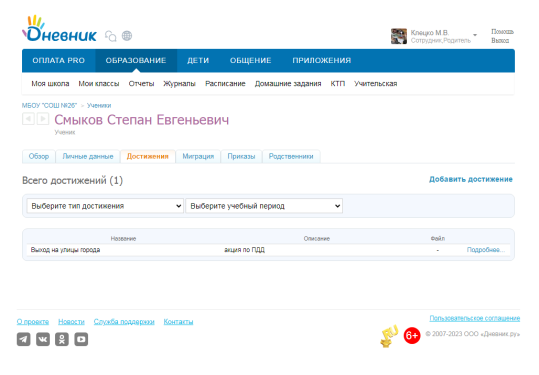 Дневник
Клецко М.В.
Сотрудник,Родитель
Помощь
Выход
ОПЛАТА PRO ОБРАЗОВАНИЕ ДЕТИ ОБЩЕНИЕ ПРИЛОЖЕНИЯ
Моя школа Мои классы Отчеты Журналы Расписание Домашние задания КТП Учительская
МБОУ "СОШ №26" → Ученики
Смыков Степан Евгеньевич
Ученик
Обзор Личные данные Достижения Миграция Приказы Родственники
Всего достижений (1) Добавить достижение
Выберите тип достижения Выберите учебный период
Название Описание Файл
Выход на улицы города акция по ПДД - Подробнее...
О проекте Новости Служба поддержки Контакты
Пользовательское соглашение
6+ © 2007-2023 ООО «Дневник.ру»